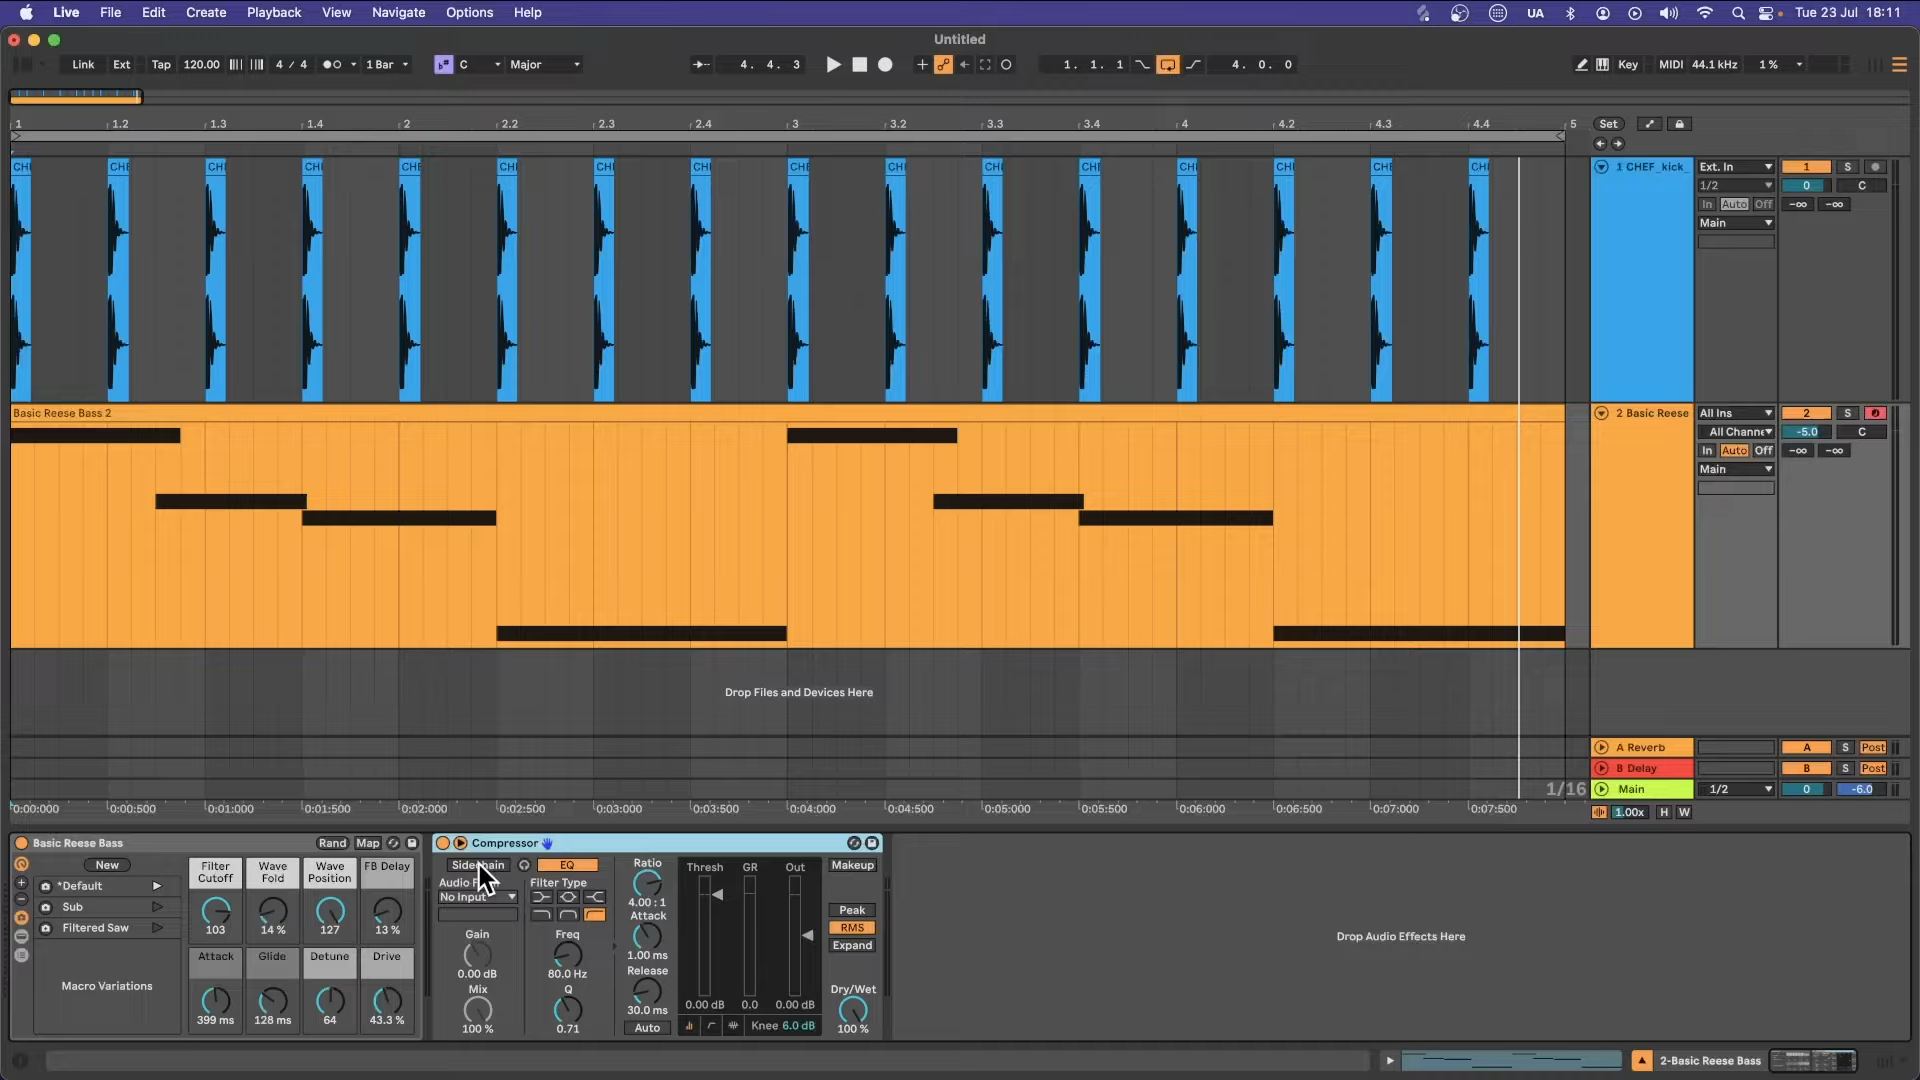 Live File Edit Create Playback View Navigate Options Help UA Tue 23 Jul 18:11
Untitled
Link Ext Tap 120.00 4 / 4 1 Bar C Major 4. 4. 3 1. 1. 1 4. 0. 0 Key MIDI 44.1 kHz 1 %
1 1.2 1.3 1.4 2 2.2 2.3 2.4 3 3.2 3.3 3.4 4 4.2 4.3 4.4 5 Set
1 CHEF_kick_ Ext. In 1 S
1/2 0 C
In Auto Off -∞ -∞
Main
Basic Reese Bass 2 2 Basic Reese All Ins 2 S
All Channe -5.0 C
In Auto Off -∞ -∞
Main
Drop Files and Devices Here
A Reverb A S Post
B Delay B S Post
1/16 Main 1/2 0 -6.0
0:00:000 0:00:500 0:01:000 0:01:500 0:02:000 0:02:500 0:03:000 0:03:500 0:04:000 0:04:500 0:05:000 0:05:500 0:06:000 0:06:500 0:07:000 0:07:500 1.00x H W
Basic Reese Bass Rand Map Compressor
New Filter Cutoff Wave Fold Wave Position FB Delay
*Default
Sub
Filtered Saw
103 14 % 127 13 %
Attack Glide Detune Drive
Macro Variations
399 ms 128 ms 64 43.3 %
Sidechain EQ Ratio Thresh GR Out Makeup
Audio Filter Type
No Input 4.00 : 1
Attack Peak
RMS
Gain Freq Expand
0.00 dB 80.0 Hz 1.00 ms
Release
Mix Q Dry/Wet
30.0 ms 0.00 dB 0.0 0.00 dB
100 % 0.71 Auto Knee 6.0 dB 100 %
Drop Audio Effects Here
2-Basic Reese Bass